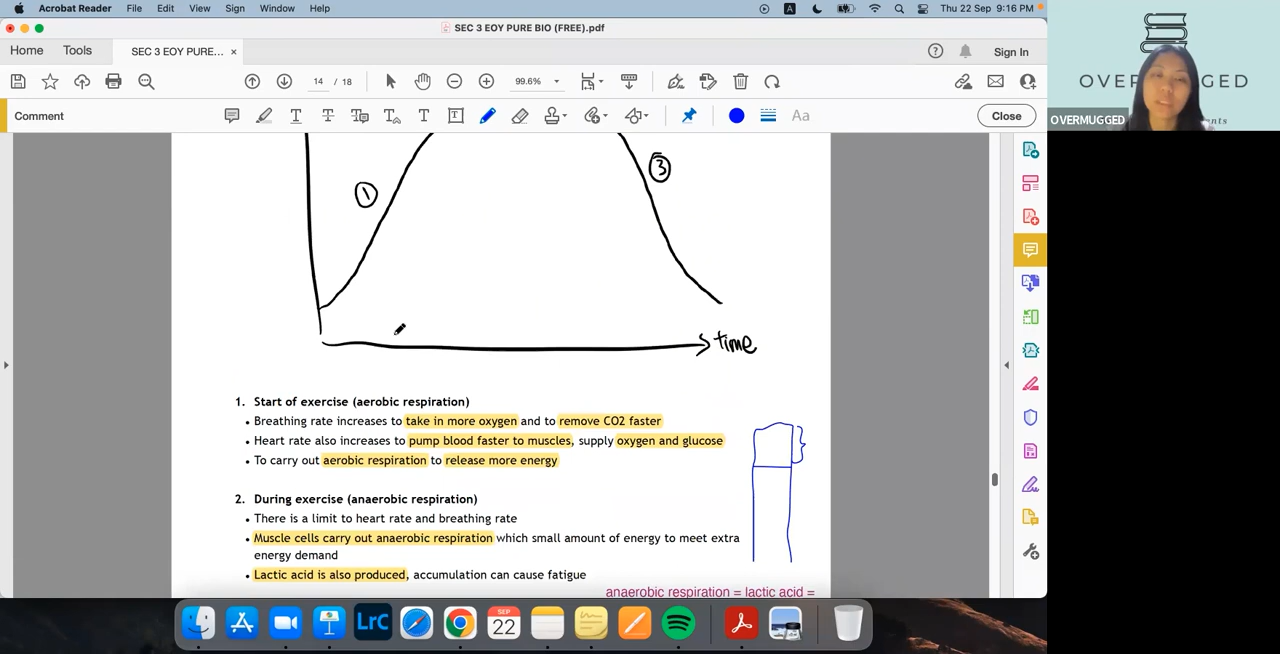 Acrobat Reader File Edit View Sign Window Help
A
Thu 22 Sep 9:16 PM
SEC 3 EOY PURE BIO (FREE).pdf
Home Tools SEC 3 EOY PURE... × Sign In
14 / 18 99.6%
Comment Aa Close
OVERMUGGED
OVERMUGGED
1
3
time
1. Start of exercise (aerobic respiration)
• Breathing rate increases to take in more oxygen and to remove CO2 faster
• Heart rate also increases to pump blood faster to muscles, supply oxygen and glucose
• To carry out aerobic respiration to release more energy
2. During exercise (anaerobic respiration)
• There is a limit to heart rate and breathing rate
• Muscle cells carry out anaerobic respiration which small amount of energy to meet extra
energy demand
• Lactic acid is also produced, accumulation can cause fatigue
anaerobic respiration = lactic acid =
LrC
SEP
22